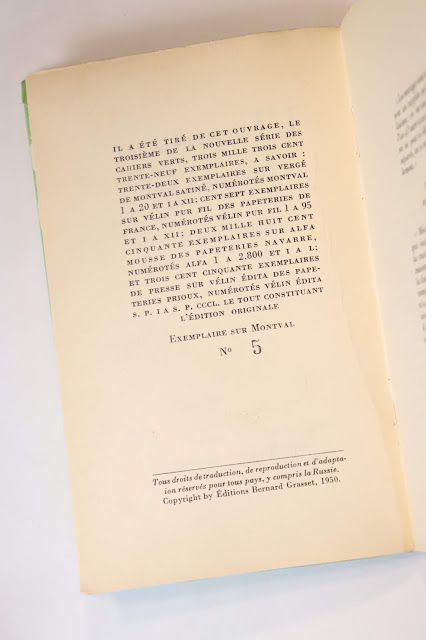 IL A ÉTÉ TIRÉ DE CET OUVRAGE, LE
TROISIÈME DE LA NOUVELLE SÉRIE DES
CAHIERS VERTS, TROIS MILLE TROIS CENT
TRENTE-NEUF EXEMPLAIRES, A SAVOIR :
TRENTE-DEUX EXEMPLAIRES SUR VERGÉ
DE MONTVAL SATINÉ, NUMÉROTÉS MONTVAL
1 A 20 ET I A XII; CENT SEPT EXEMPLAIRES
SUR VÉLIN PUR FIL DES PAPETERIES DE
FRANCE, NUMÉROTÉS VÉLIN PUR FIL 1 A 95
ET I A XII; DEUX MILLE HUIT CENT
CINQUANTE EXEMPLAIRES SUR ALFA
MOUSSE DES PAPETERIES NAVARRE,
NUMÉROTÉS ALFA 1 A 2.800 ET I A L;
ET TROIS CENT CINQUANTE EXEMPLAIRES
DE PRESSE SUR VÉLIN ÉDITA DES PAPE-
TERIES PRIOUX, NUMÉROTÉS VÉLIN ÉDITA
S. P. I A S. P. CCCL. LE TOUT CONSTITUANT
L'ÉDITION ORIGINALE
EXEMPLAIRE SUR MONTVAL
No 5
Tous droits de traduction, de reproduction et d'adapta-
ion réservés pour tous pays, y compris la Russie.
Copyright by Éditions Bernard Grasset, 1950.